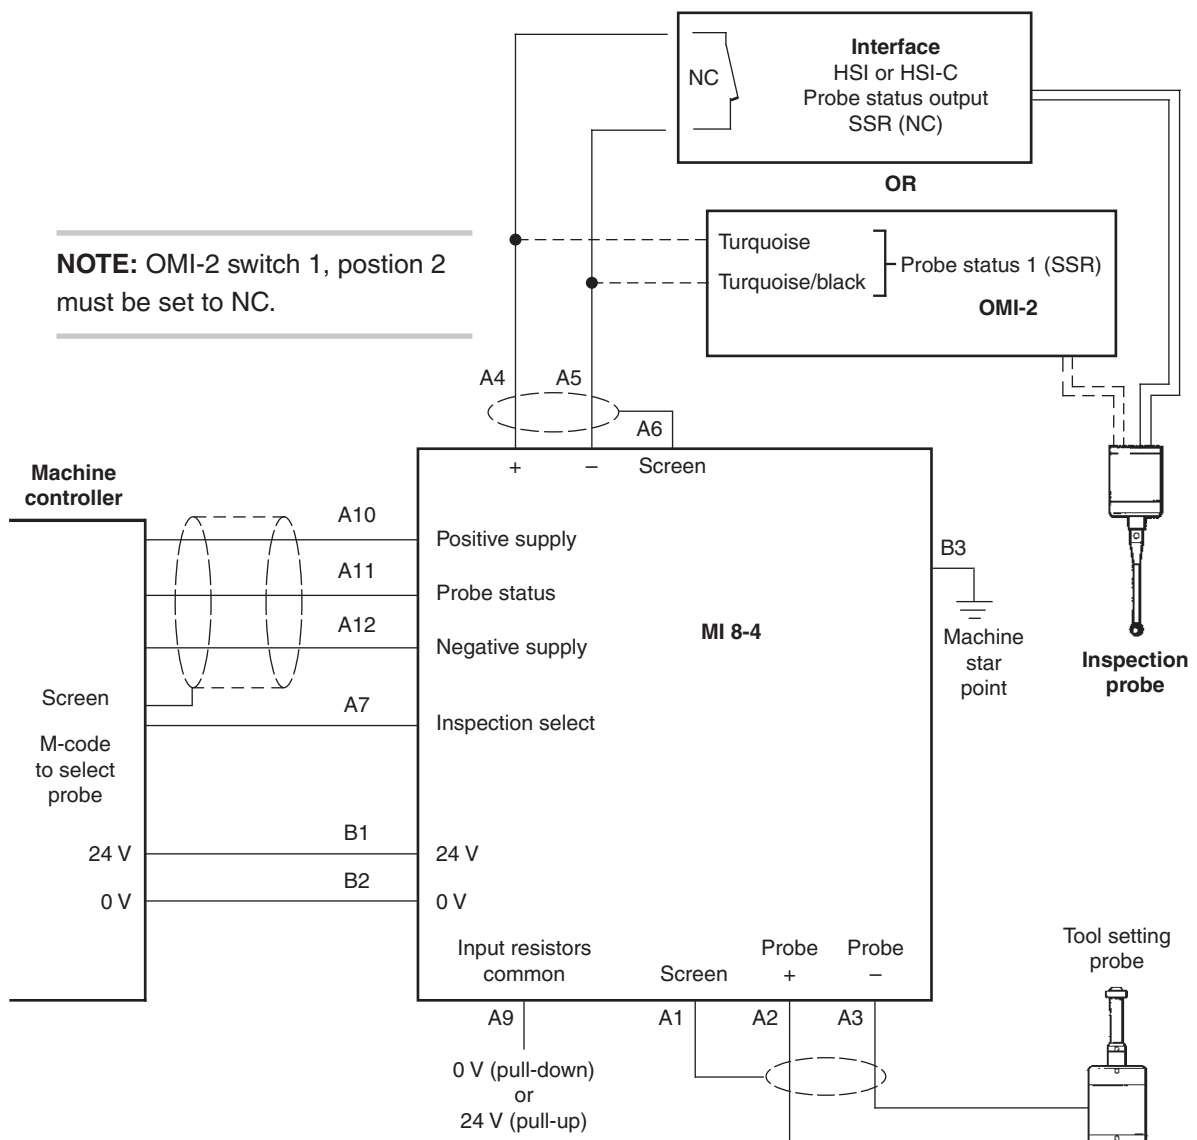 Interface
HSI or HSI-C
Probe status output
SSR (NC)
NC
OR
Turquoise
Turquoise/black
Probe status 1 (SSR)
OMI-2
NOTE: OMI-2 switch 1, postion 2
must be set to NC.
A4
A5
A6
+
–
Screen
Machine
controller
A10
Positive supply
A11
Probe status
A12
Negative supply
Screen
A7
Inspection select
M-code
to select
probe
B1
24 V
24 V
B2
0 V
0 V
MI 8-4
B3
Machine
star
point
Inspection
probe
Input resistors
common
Screen
Probe
+
Probe
–
A9
A1
A2
A3
0 V (pull-down)
or
24 V (pull-up)
Tool setting
probe